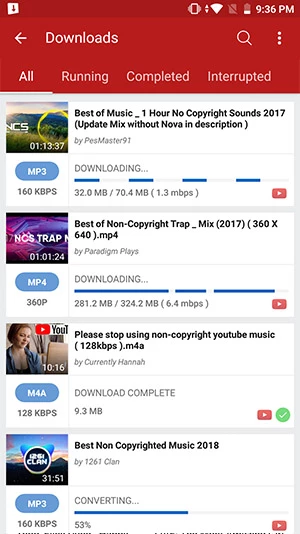 9:36 PM
Downloads
All Running Completed Interrupted
NCS
01:13:37
Best of Music _ 1 Hour No Copyright Sounds 2017
(Update Mix without Nova in description )
by PesMaster91
MP3
DOWNLOADING...
160 KBPS
32.0 MB / 70.4 MB ( 1.3 mbps )
NCS TRAP
01:01:24
Best of Non-Copyright Trap _ Mix (2017) ( 360 X
640 ).mp4
by Paradigm Plays
MP4
DOWNLOADING...
360P
281.2 MB / 324.2 MB ( 6.4 mbps )
YouT
10:16
Please stop using non-copyright youtube music
( 128kbps ).m4a
by Currently Hannah
M4A
DOWNLOAD COMPLETE
128 KBPS
9.3 MB
1261
CLAN
31:51
Best Non Copyrighted Music 2018
by 1261 Clan
MP3
CONVERTING...
160 KBPS
53%